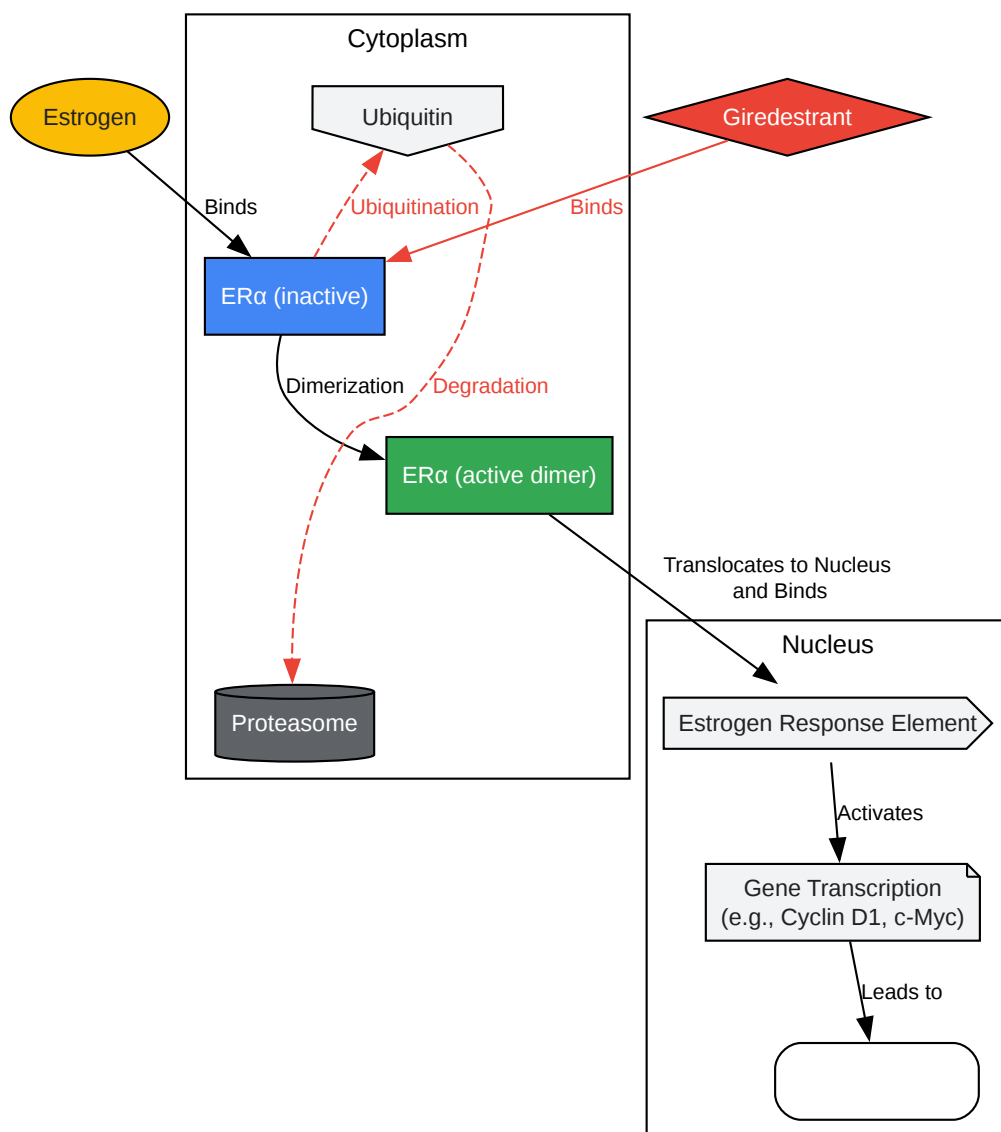 Cytoplasm
Estrogen
Ubiquitin
Giredestrant
Binds
Ubiquitination
Binds
ERα (inactive)
Dimerization
Degradation
ERα (active dimer)
Translocates to Nucleus
and Binds
Nucleus
Proteasome
Estrogen Response Element
Activates
Gene Transcription
(e.g., Cyclin D1, c-Myc)
Leads to